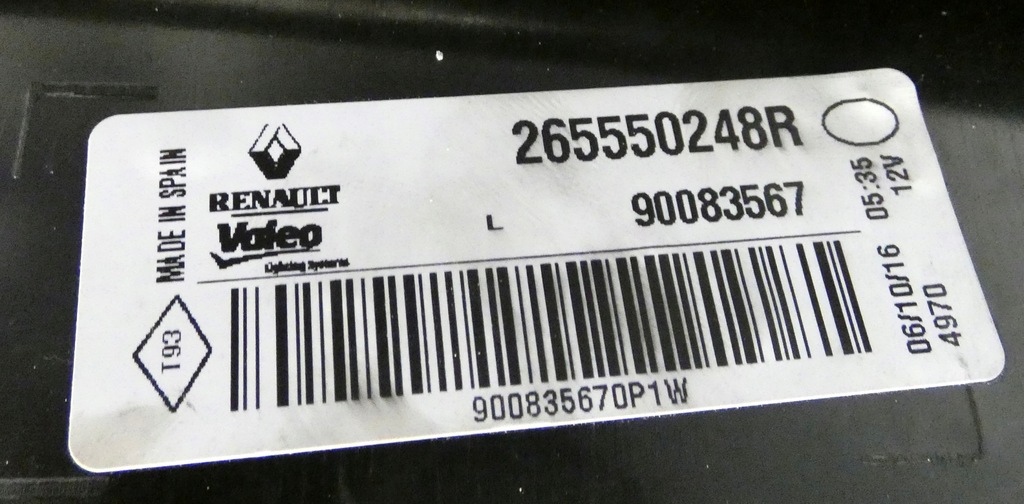 MADE IN SPAIN
RENAULT
Valeo
Lighting Systems
265550248R
L
90083567
T93
900835670P1W
06/10/16 05:35
4970 12V